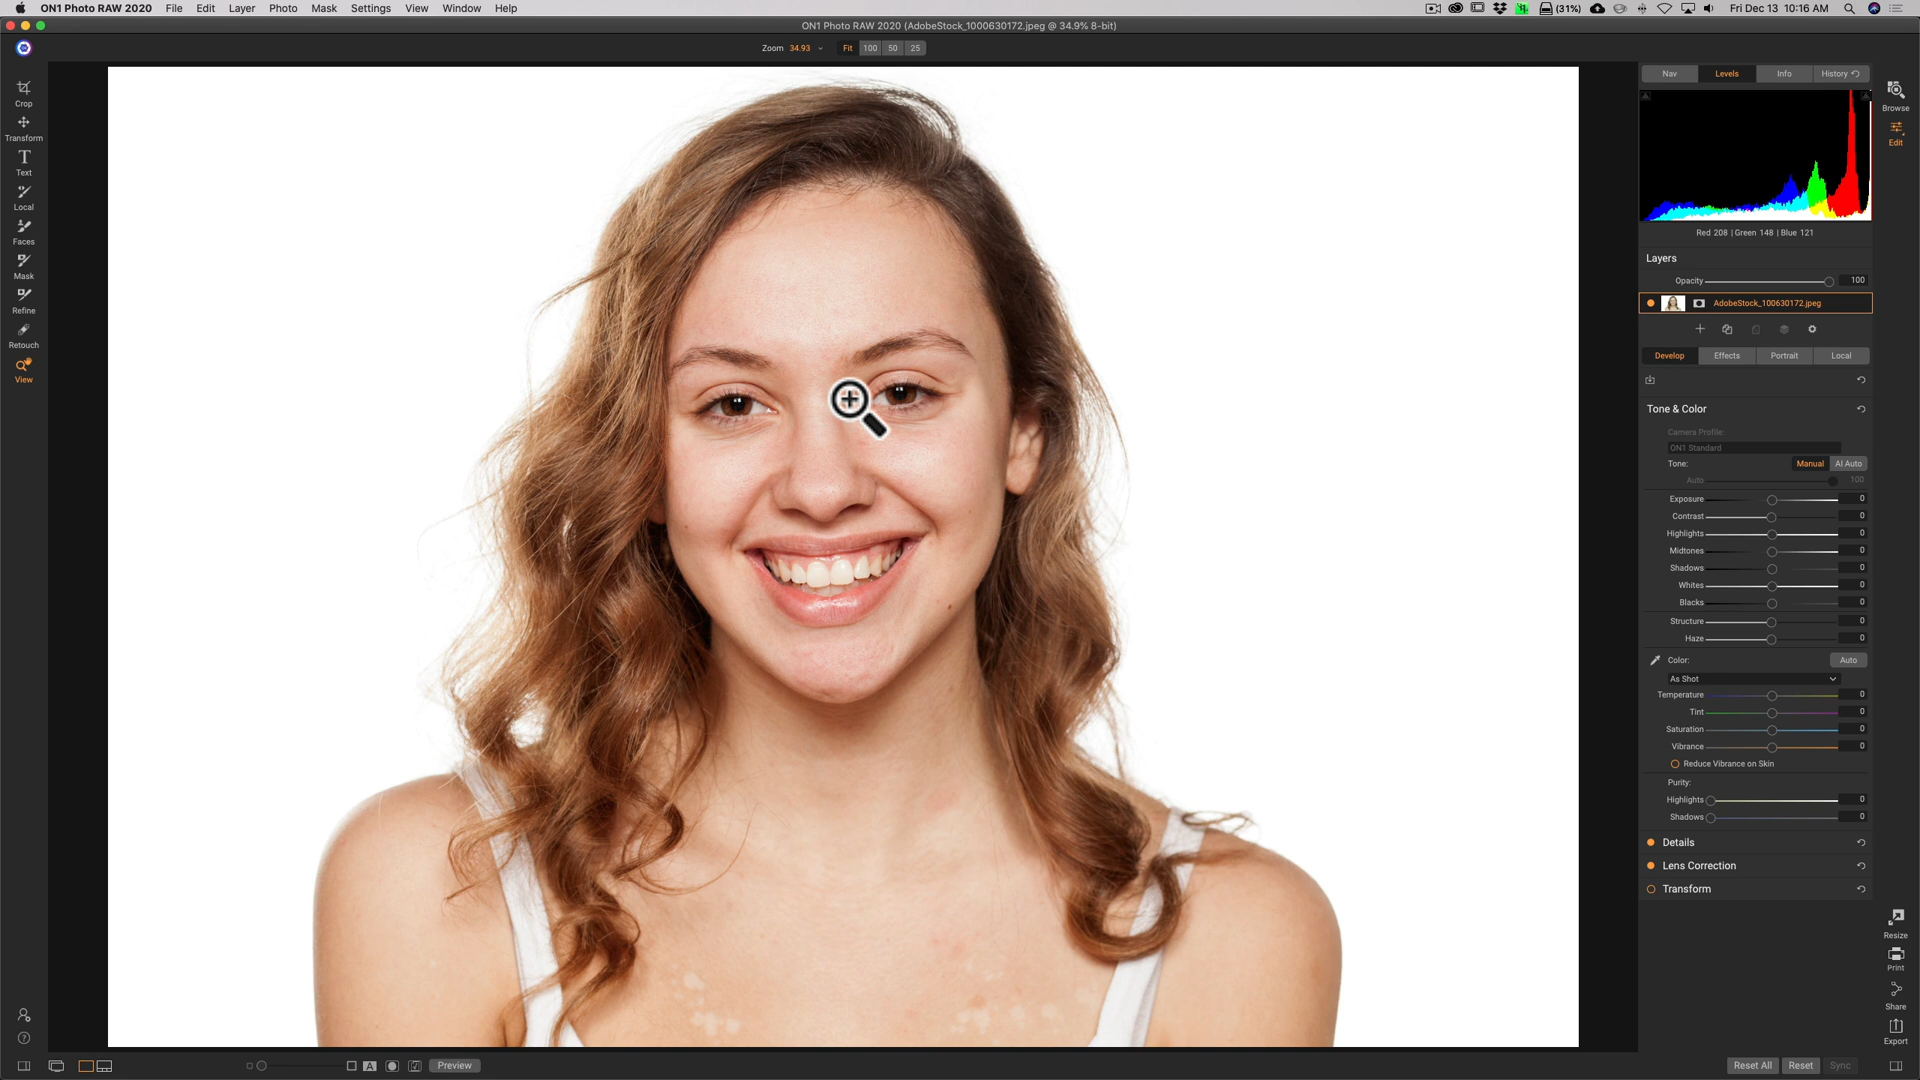 ON1 Photo RAW 2020 File Edit Layer Photo Mask Settings View Window Help (31%) Fri Dec 13 10:16 AM
ON1 Photo RAW 2020 (AdobeStock_1000630172.jpeg @ 34.9% 8-bit)
Zoom 34.93 Fit 100 50 25
Crop
Transform
Text
Local
Faces
Mask
Refine
Retouch
View
Nav Levels Info History
Browse
Edit
Red 208 | Green 148 | Blue 121
Layers
Opacity 100
AdobeStock_100630172.jpeg
Develop Effects Portrait Local
Tone & Color
Camera Profile:
ON1 Standard
Tone: Manual AI Auto
Auto 100
Exposure 0
Contrast 0
Highlights 0
Midtones 0
Shadows 0
Whites 0
Blacks 0
Structure 0
Haze 0
Color: Auto
As Shot
Temperature 0
Tint 0
Saturation 0
Vibrance 0
Reduce Vibrance on Skin
Purity:
Highlights 0
Shadows 0
Details
Lens Correction
Transform
Resize
Print
Share
Export
A Preview Reset All Reset Sync